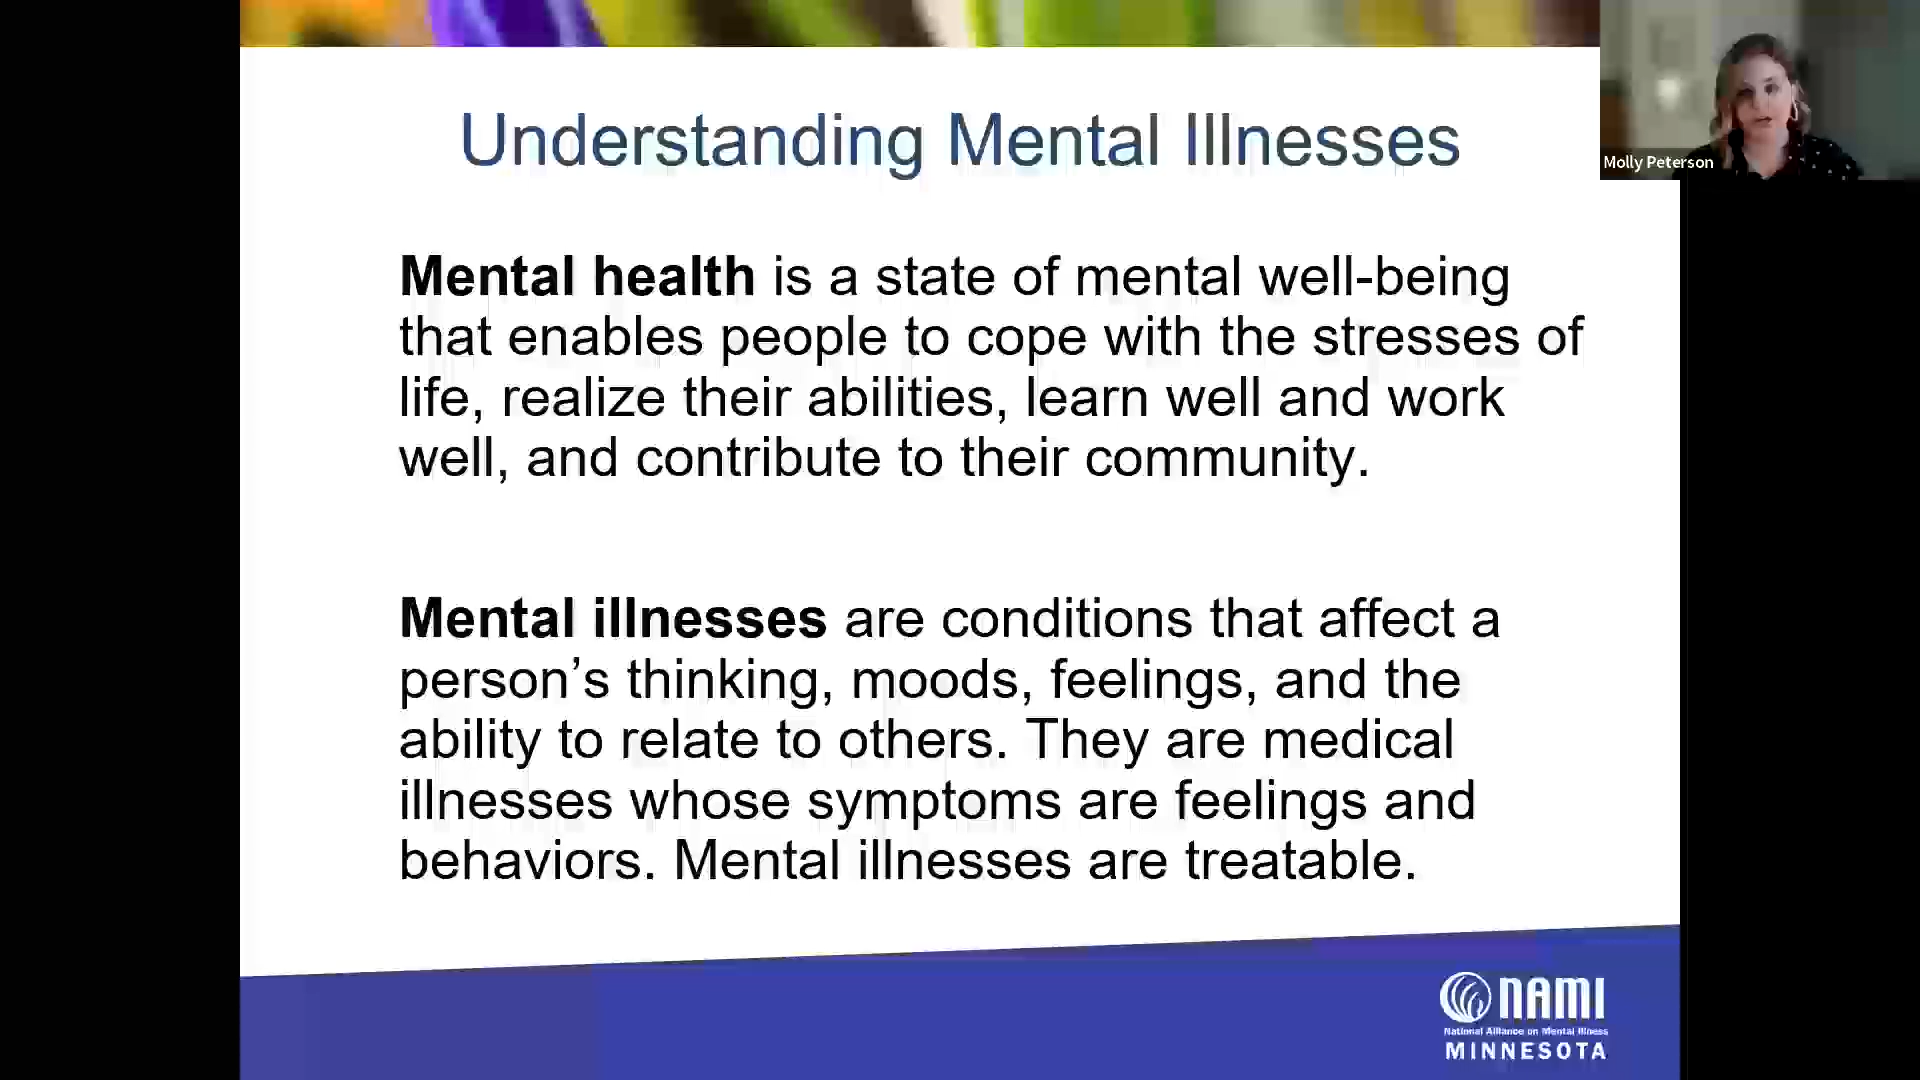 Understanding Mental Illnesses
Molly Peterson
Mental health is a state of mental well-being
that enables people to cope with the stresses of
life, realize their abilities, learn well and work
well, and contribute to their community.
Mental illnesses are conditions that affect a
person’s thinking, moods, feelings, and the
ability to relate to others. They are medical
illnesses whose symptoms are feelings and
behaviors. Mental illnesses are treatable.
NAMI
National Alliance on Mental Illness
MINNESOTA